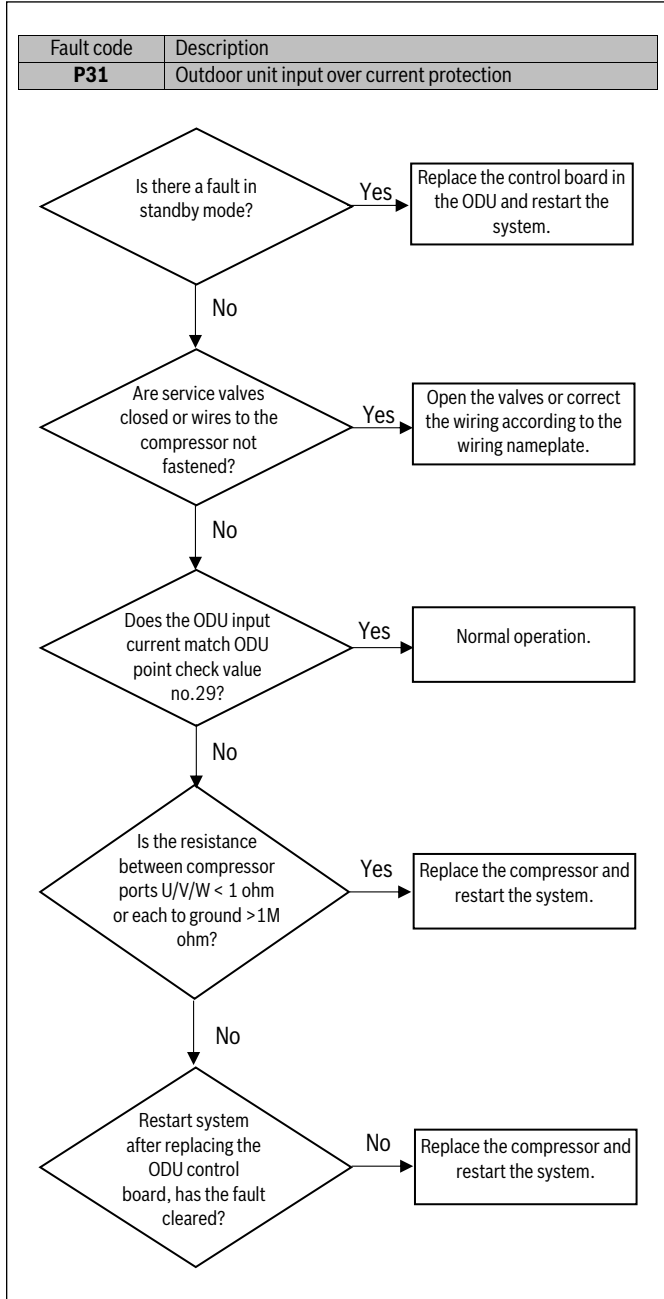 Fault code Description
P31 Outdoor unit input over current protection
Is there a fault in
standby mode?
Yes
Replace the control board in
the ODU and restart the
system.
No
Are service valves
closed or wires to the
compressor not
fastened?
Yes
Open the valves or correct
the wiring according to the
wiring nameplate.
No
Does the ODU input
current match ODU
point check value
no.29?
Yes
Normal operation.
No
Is the resistance
between compressor
ports U/V/W < 1 ohm
or each to ground >1M
ohm?
Yes
Replace the compressor and
restart the system.
No
Restart system
after replacing the
ODU control
board, has the fault
cleared?
No
Replace the compressor and
restart the system.